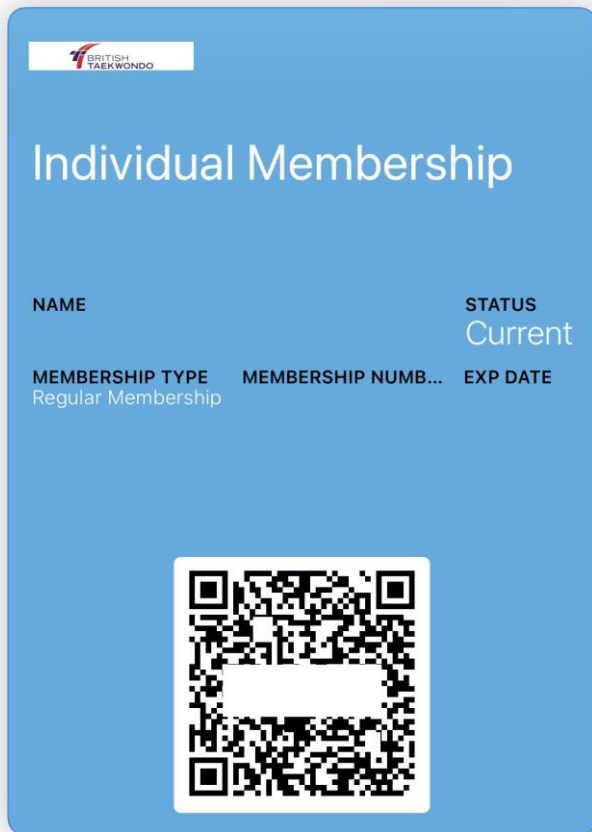 BRITISH
TAEKWONDO
Individual Membership
NAME
STATUS
Current
MEMBERSHIP TYPE
MEMBERSHIP NUMB...
EXP DATE
Regular Membership